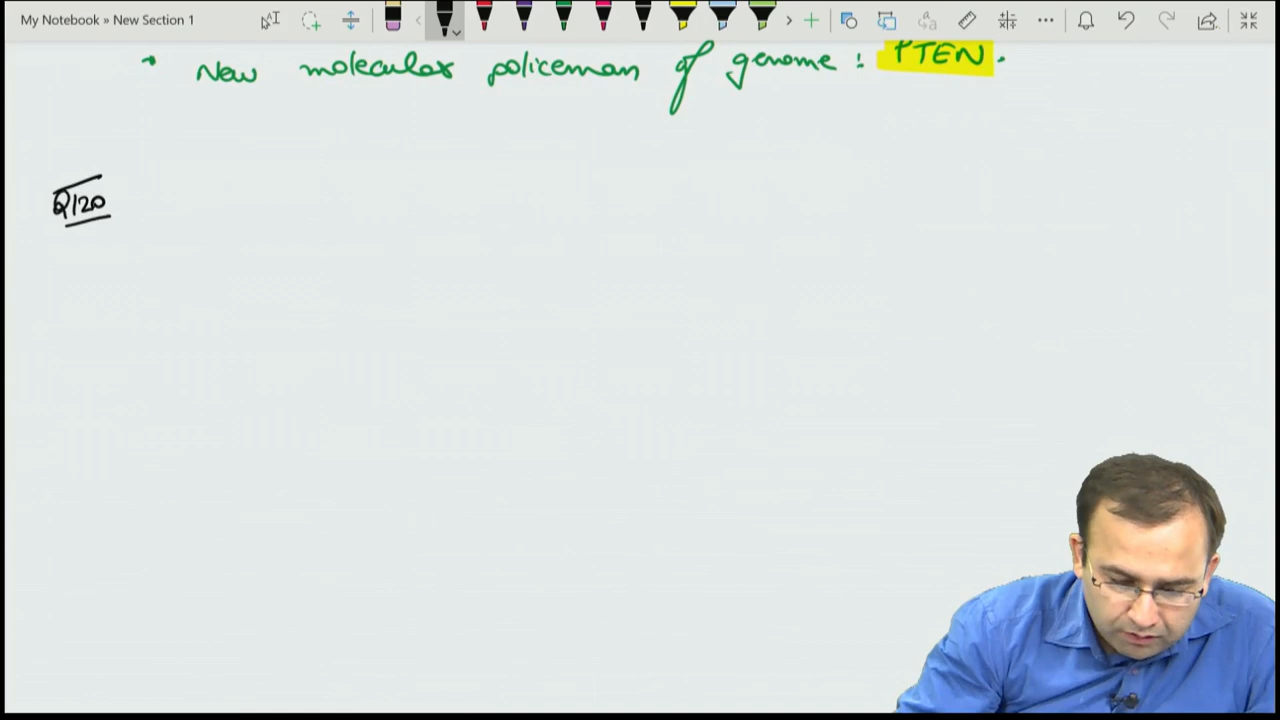 My Notebook » New Section 1
• New molecular policeman of genome : PTEN.
Q120